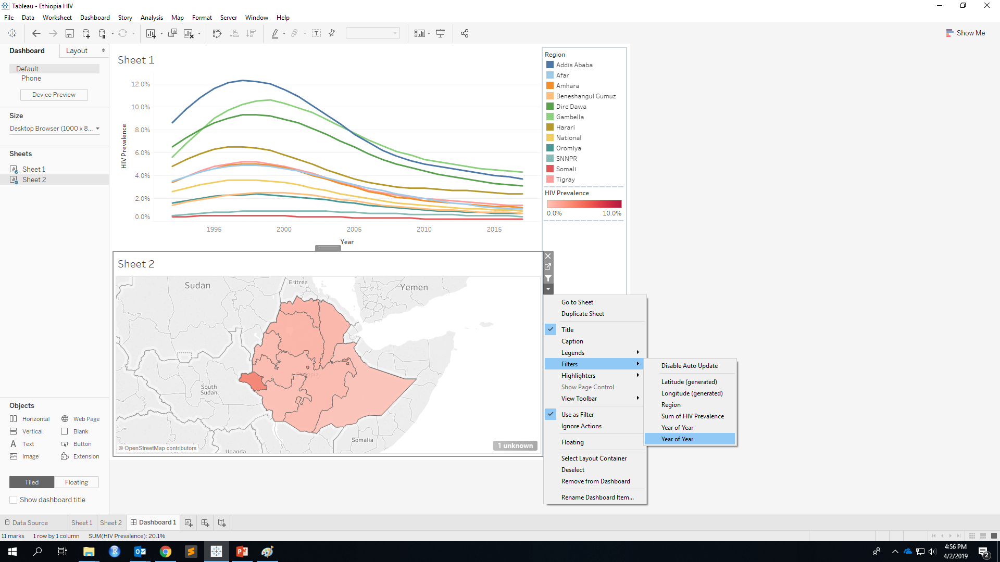 Tableau - Ethiopia HIV
File Data Worksheet Dashboard Story Analysis Map Format Server Window Help
Show Me
Dashboard Layout
Default
Phone
Device Preview
Size
Desktop Browser (1000 x 8...
Sheets
Sheet 1
Sheet 2
Objects
Horizontal Web Page
Vertical Blank
Text Button
Image Extension
Tiled Floating
Show dashboard title
Sheet 1
HIV Prevalence
12.0%
10.0%
8.0%
6.0%
4.0%
2.0%
0.0%
1995 2000 2005 2010 2015
Year
Region
Addis Ababa
Afar
Amhara
Beneshangul Gumuz
Dire Dawa
Gambella
Harari
National
Oromiya
SNNPR
Somali
Tigray
HIV Prevalence
0.0% 10.0%
Sheet 2
Sudan
Eritrea
Yemen
Ethiopia
South
Sudan
Somalia
Uganda
© OpenStreetMap contributors
1 unknown
Go to Sheet
Duplicate Sheet
Title
Caption
Legends
Filters
Highlighters
Show Page Control
View Toolbar
Use as Filter
Ignore Actions
Floating
Select Layout Container
Deselect
Remove from Dashboard
Rename Dashboard Item...
Disable Auto Update
Latitude (generated)
Longitude (generated)
Region
Sum of HIV Prevalence
Year of Year
Year of Year
Data Source Sheet 1 Sheet 2 Dashboard 1
11 marks 1 row by 1 column SUM(HIV Prevalence): 20.1%
4:56 PM
4/2/2019
2